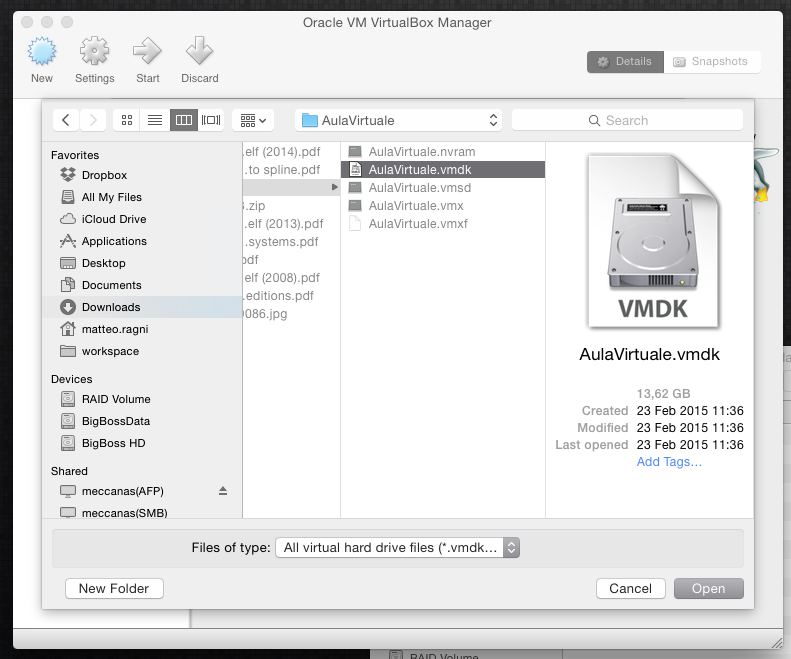 Oracle VM VirtualBox Manager
New Settings Start Discard
Details Snapshots
AulaVirtuale
Search
Favorites
Dropbox
All My Files
iCloud Drive
Applications
Desktop
Documents
Downloads
matteo.ragni
workspace
Devices
RAID Volume
BigBossData
BigBoss HD
Shared
meccanas(AFP)
meccanas(SMB)
.elf (2014).pdf
...to spline.pdf
.zip
.elf (2013).pdf
.systems.pdf
pdf
elf (2008).pdf
.editions.pdf
0086.jpg
AulaVirtuale.nvram
AulaVirtuale.vmdk
AulaVirtuale.vmsd
AulaVirtuale.vmx
AulaVirtuale.vmxf
VMDK
AulaVirtuale.vmdk
13,62 GB
Created 23 Feb 2015 11:36
Modified 23 Feb 2015 11:36
Last opened 23 Feb 2015 11:36
Add Tags…
Files of type: All virtual hard drive files (*.vmdk…
New Folder Cancel Open
RAID Volume